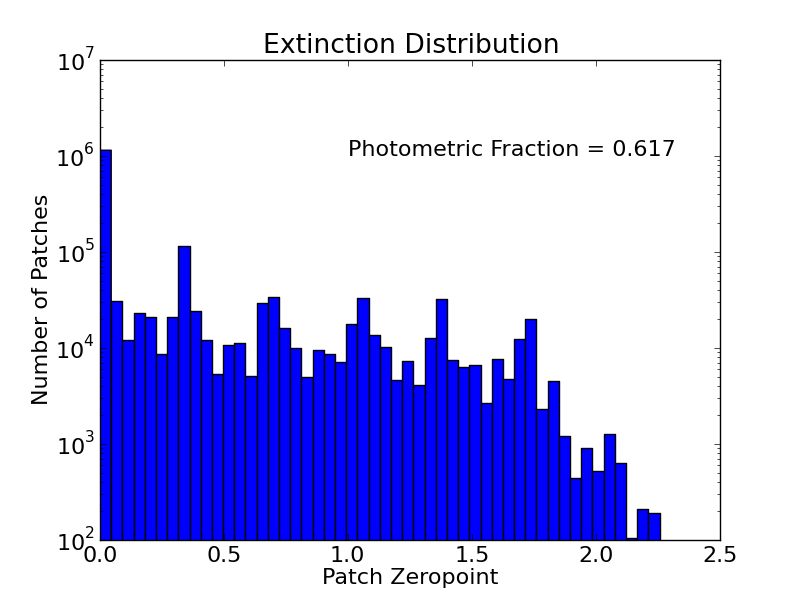 Extinction Distribution
Photometric Fraction = 0.617
Number of Patches
10^7
10^6
10^5
10^4
10^3
10^2
0.0 0.5 1.0 1.5 2.0 2.5
Patch Zeropoint